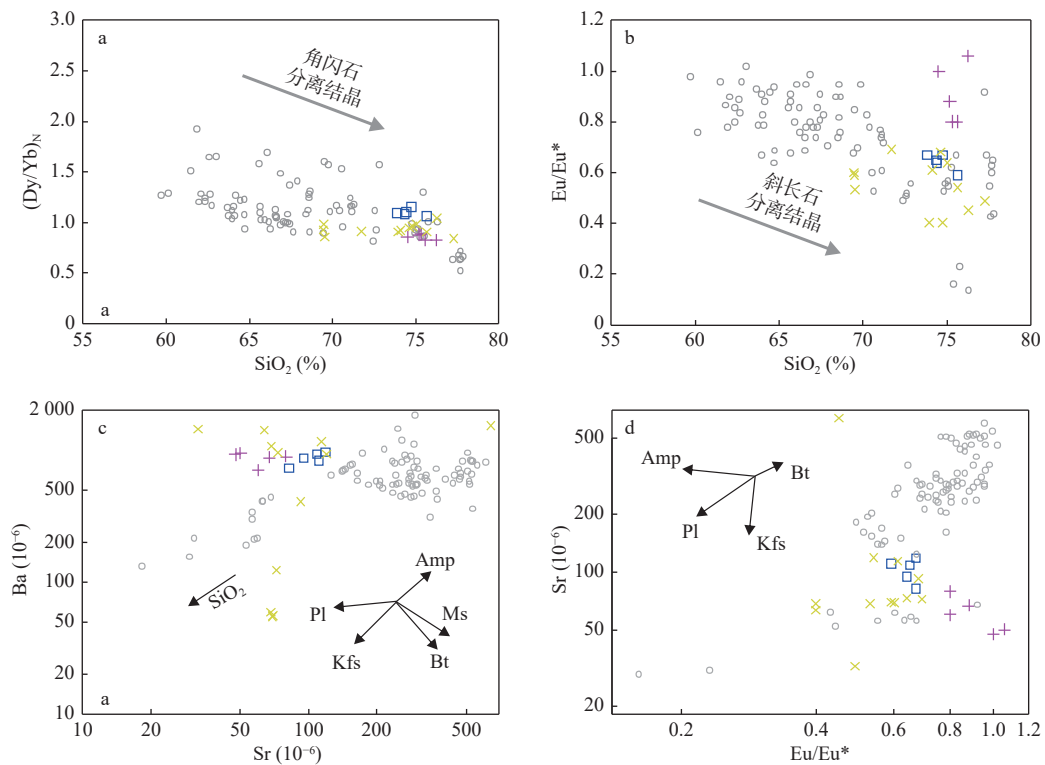 a
3.0
2.5
2.0
1.5
1.0
0.5
0
(Dy/Yb)N
角闪石
分离结晶
a
55
60
65
70
75
80
SiO2 (%)
b
1.2
1.0
0.8
0.6
0.4
0.2
0
Eu/Eu*
斜长石
分离结晶
55
60
65
70
75
80
SiO2 (%)
c
2 000
500
200
100
50
20
10
Ba (10−6)
SiO2
Amp
Pl
Ms
Kfs
Bt
a
10
20
50
100
200
500
Sr (10−6)
d
500
200
100
50
20
Sr (10−6)
Amp
Bt
Pl
Kfs
0.2
0.4
0.6
0.8
1.0
1.2
Eu/Eu*